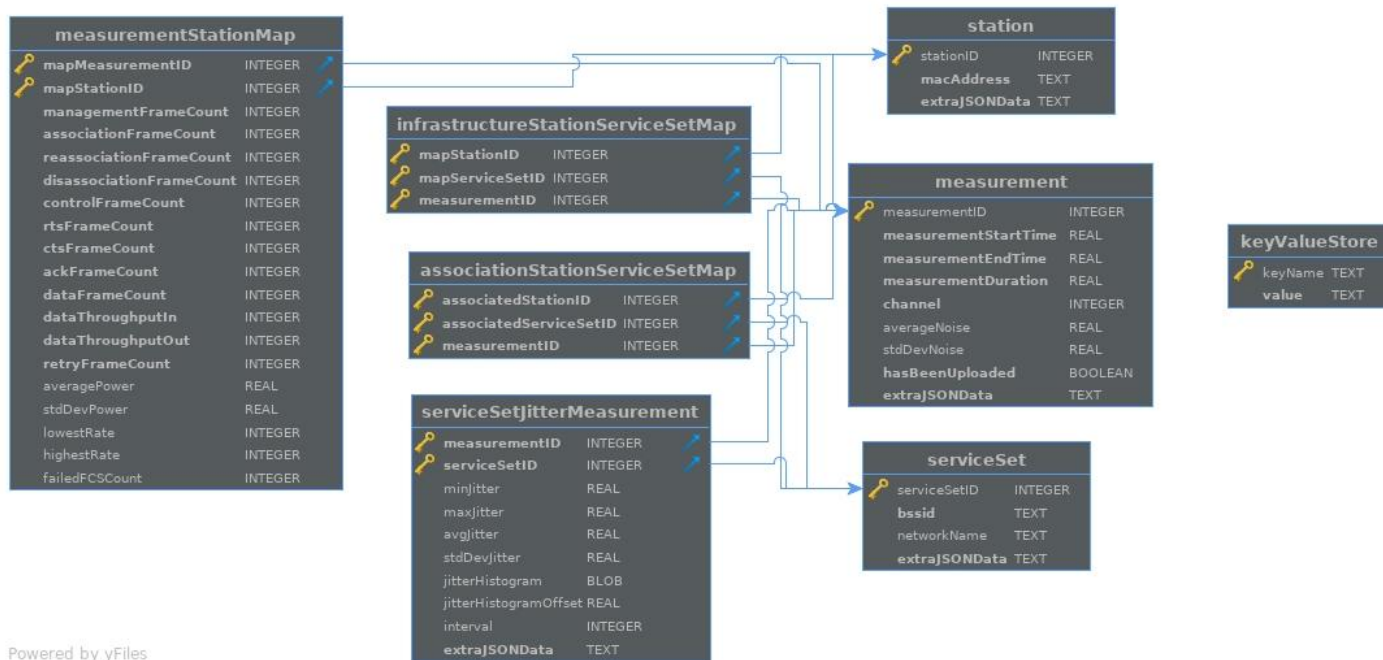 measurementStationMap
mapMeasurementID INTEGER
mapStationID INTEGER
managementFrameCount INTEGER
associationFrameCount INTEGER
reassociationFrameCount INTEGER
disassociationFrameCount INTEGER
controlFrameCount INTEGER
rtsFrameCount INTEGER
ctsFrameCount INTEGER
ackFrameCount INTEGER
dataFrameCount INTEGER
dataThroughputIn INTEGER
dataThroughputOut INTEGER
retryFrameCount INTEGER
averagePower REAL
stdDevPower REAL
lowestRate INTEGER
highestRate INTEGER
failedFCSCount INTEGER
infrastructureStationServiceSetMap
mapStationID INTEGER
mapServiceSetID INTEGER
measurementID INTEGER
associationStationServiceSetMap
associatedStationID INTEGER
associatedServiceSetID INTEGER
measurementID INTEGER
serviceSetJitterMeasurement
measurementID INTEGER
serviceSetID INTEGER
minJitter REAL
maxJitter REAL
avgJitter REAL
stdDevJitter REAL
jitterHistogram BLOB
jitterHistogramOffset REAL
interval INTEGER
extraJSONData TEXT
station
stationID INTEGER
macAddress TEXT
extraJSONData TEXT
measurement
measurementID INTEGER
measurementStartTime REAL
measurementEndTime REAL
measurementDuration REAL
channel INTEGER
averageNoise REAL
stdDevNoise REAL
hasBeenUploaded BOOLEAN
extraJSONData TEXT
serviceSet
serviceSetID INTEGER
bssid TEXT
networkName TEXT
extraJSONData TEXT
keyValueStore
keyName TEXT
value TEXT
Powered by yFiles